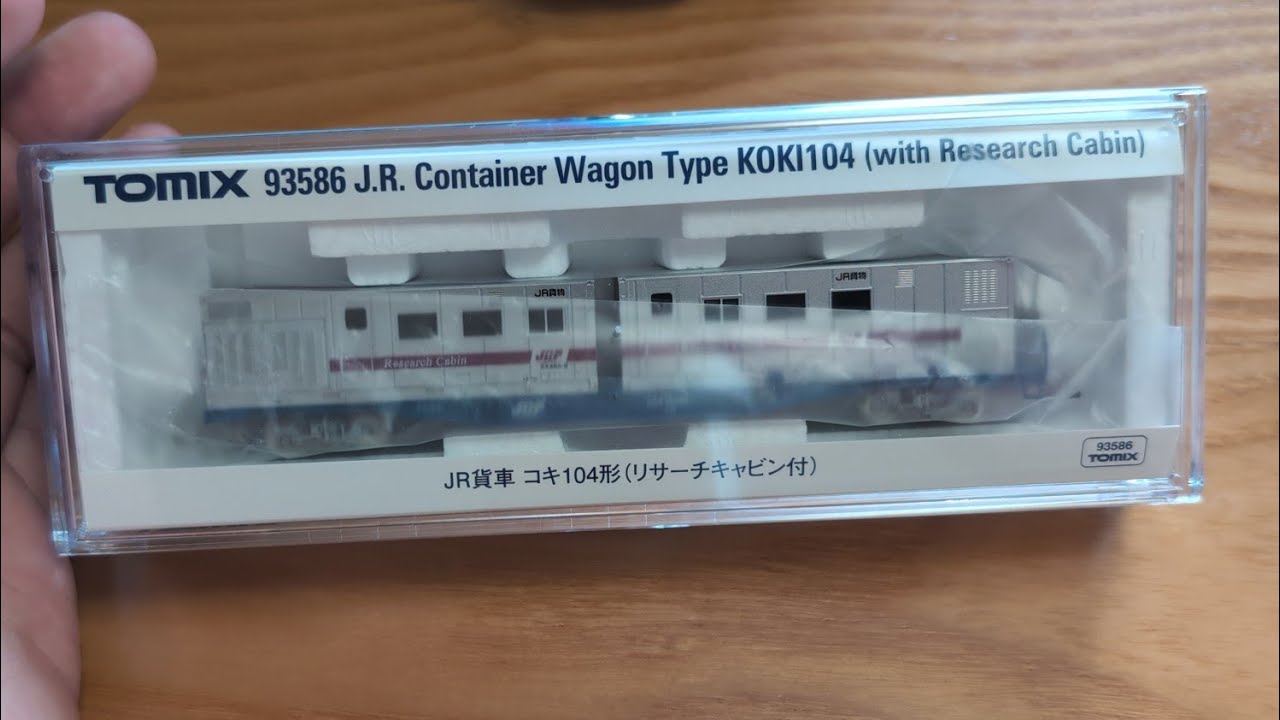 TOMIX 93586 J.R. Container Wagon Type KOKI104 (with Research Cabin)
JR貨物
JR貨物
Research Cabin
JRF
JRF
JR貨車 コキ104形(リサーチキャビン付)
93586
TOMIX